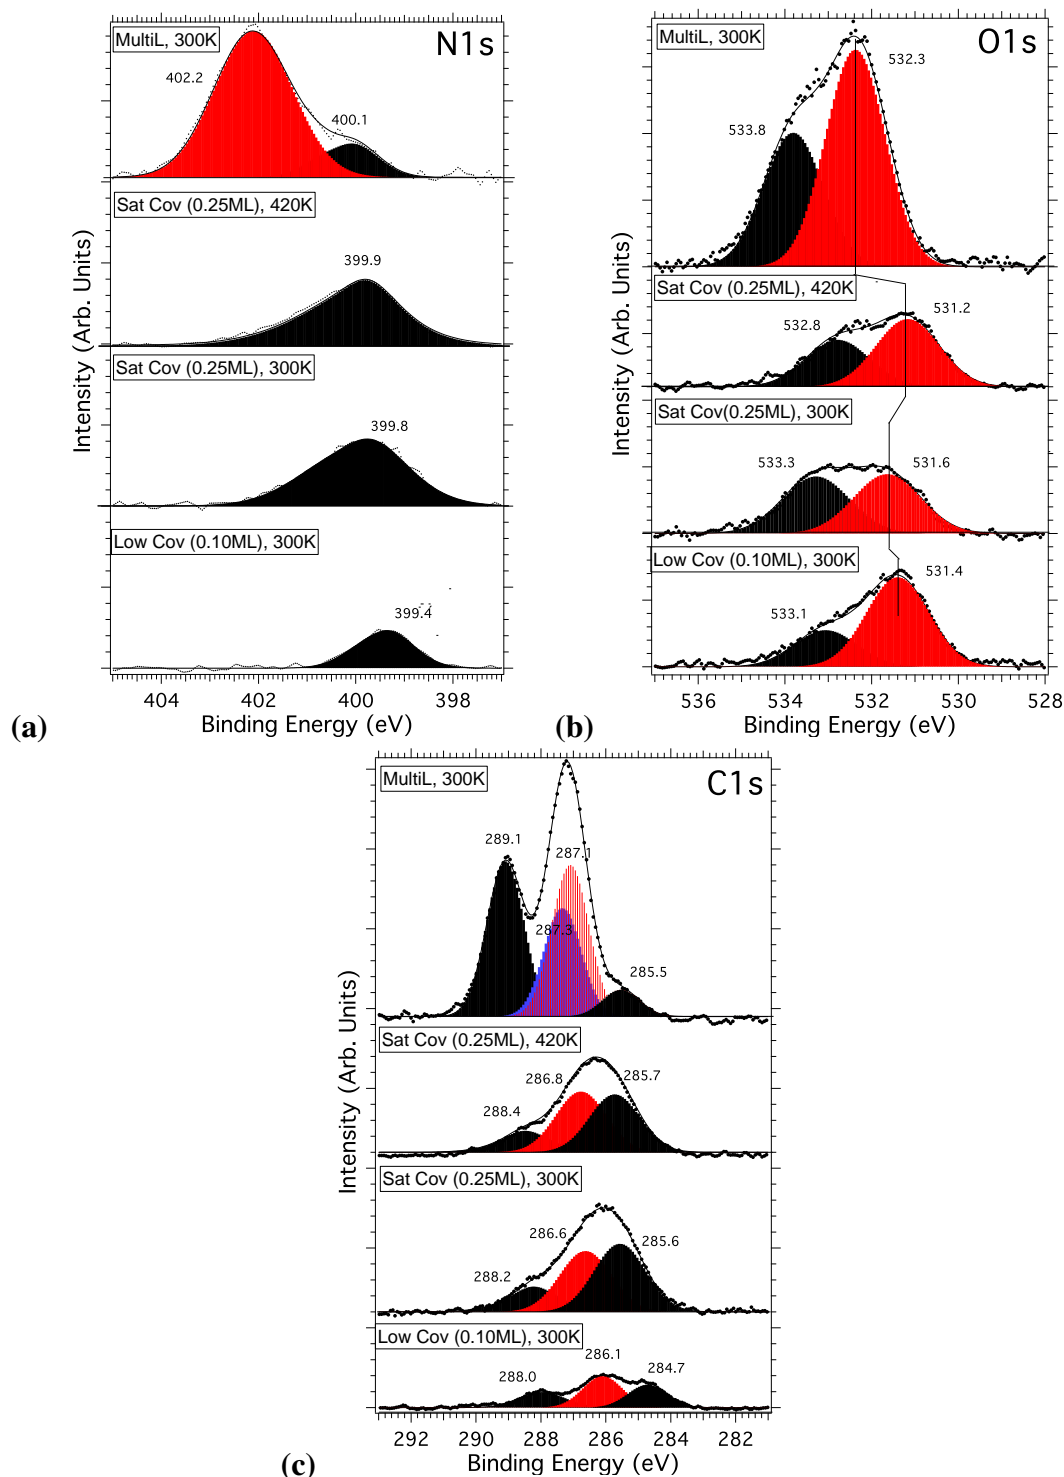 N1s
MultiL, 300K
402.2
400.1
Sat Cov (0.25ML), 420K
399.9
Sat Cov (0.25ML), 300K
399.8
Low Cov (0.10ML), 300K
399.4
Intensity (Arb. Units)
404 402 400 398
Binding Energy (eV)
(a)
O1s
MultiL, 300K
532.3
533.8
Sat Cov (0.25ML), 420K
532.8
531.2
Sat Cov(0.25ML), 300K
533.3
531.6
Low Cov (0.10ML), 300K
533.1
531.4
Intensity (Arb. Units)
536 534 532 530 528
Binding Energy (eV)
(b)
C1s
MultiL, 300K
289.1
287.1
287.3
285.5
Sat Cov (0.25ML), 420K
288.4
286.8
285.7
Sat Cov (0.25ML), 300K
288.2
286.6
285.6
Low Cov (0.10ML), 300K
288.0
286.1
284.7
Intensity (Arb. Units)
292 290 288 286 284 282
Binding Energy (eV)
(c)